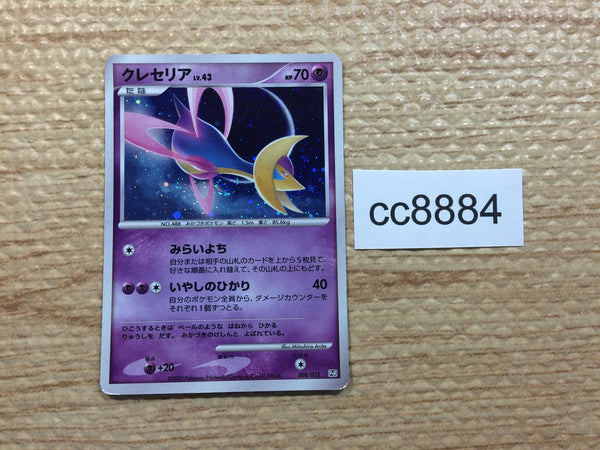 クレセリア LV.43 HP 70
たね
NO.488 みかづきポケモン 高さ 1.5m 重さ 85.6kg
みらいよち
自分または相手の山札のカードを上から5枚見て、
好きな順番に入れ替えて、その山札の上にもどす。
いやしのひかり 40
自分のポケモン全員から、ダメージカウンターを
それぞれ1個ずつとる。
ひこうするときは ベールのような はねから ひかる
りゅうしを だす。 みかづきのけしんと よばれている。
Illus. Mitsuhiro Arita
弱点
+20
008/012
cc8884